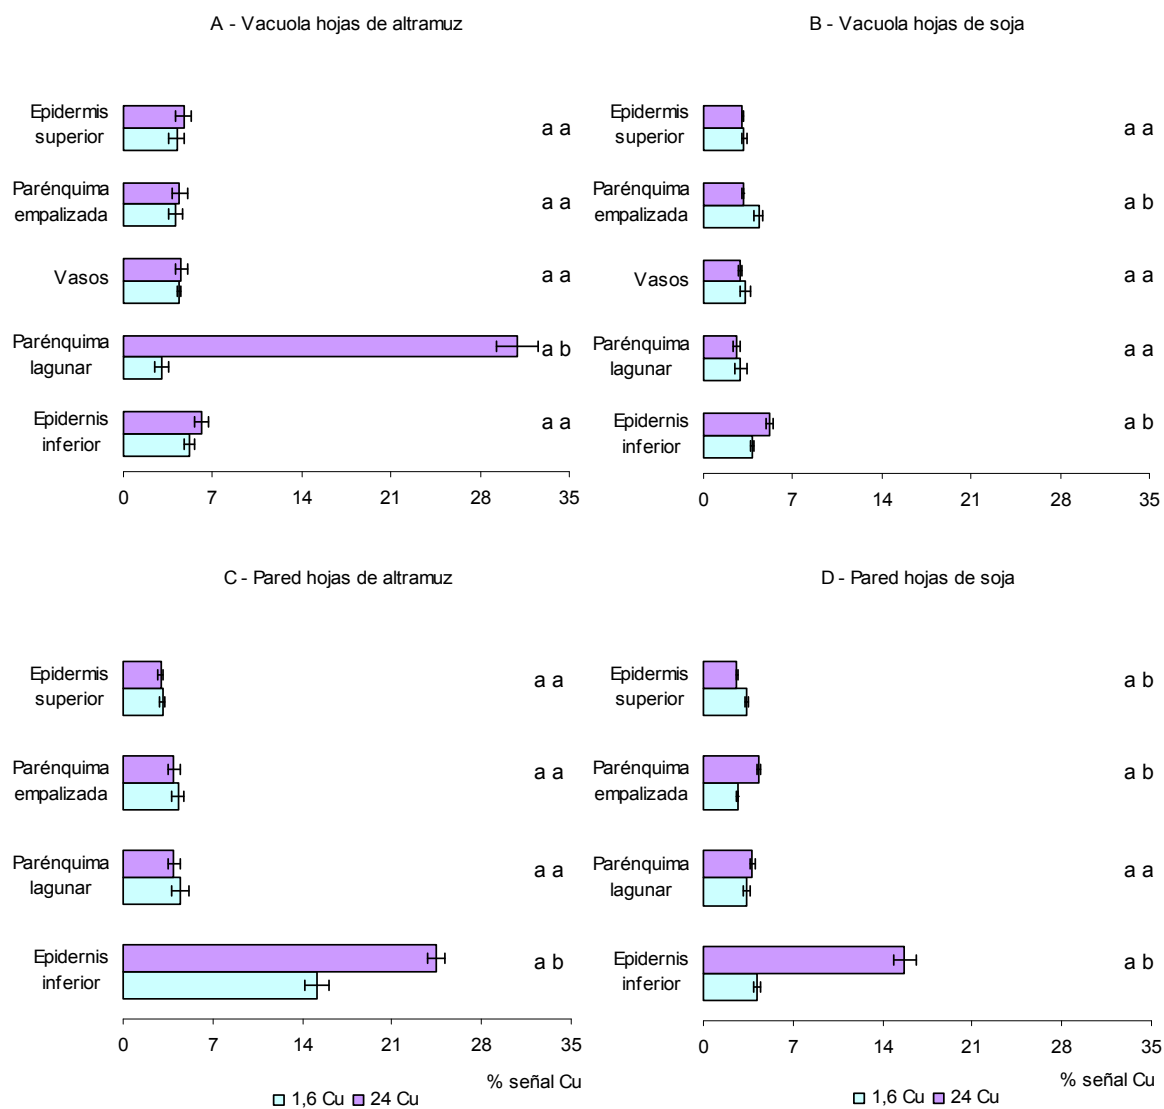 A - Vacuola hojas de altramuz
Epidermis
superior
a a
Parénquima
empalizada
a a
Vasos
a a
Parénquima
lagunar
a b
Epidernis
inferior
a a
0 7 14 21 28 35
B - Vacuola hojas de soja
Epidermis
superior
a a
Parénquima
empalizada
a b
Vasos
a a
Parénquima
lagunar
a a
Epidernis
inferior
a b
0 7 14 21 28 35
C - Pared hojas de altramuz
Epidermis
superior
a a
Parénquima
empalizada
a a
Parénquima
lagunar
a a
Epidernis
inferior
a b
0 7 14 21 28 35
% señal Cu
1,6 Cu 24 Cu
D - Pared hojas de soja
Epidermis
superior
a b
Parénquima
empalizada
a b
Parénquima
lagunar
a a
Epidernis
inferior
a b
0 7 14 21 28 35
% señal Cu
1,6 Cu 24 Cu